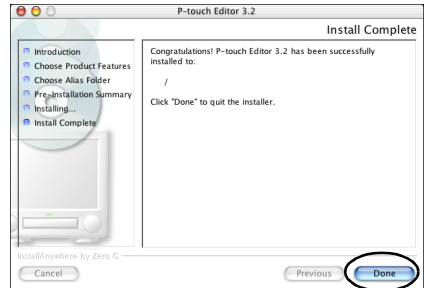 P-touch Editor 3.2
Install Complete
Introduction
Choose Product Features
Choose Alias Folder
Pre-Installation Summary
Installing...
Install Complete
Congratulations! P-touch Editor 3.2 has been successfully
installed to:
/
Click "Done" to quit the installer.
InstallAnywhere by Zero G
Cancel
Previous
Done